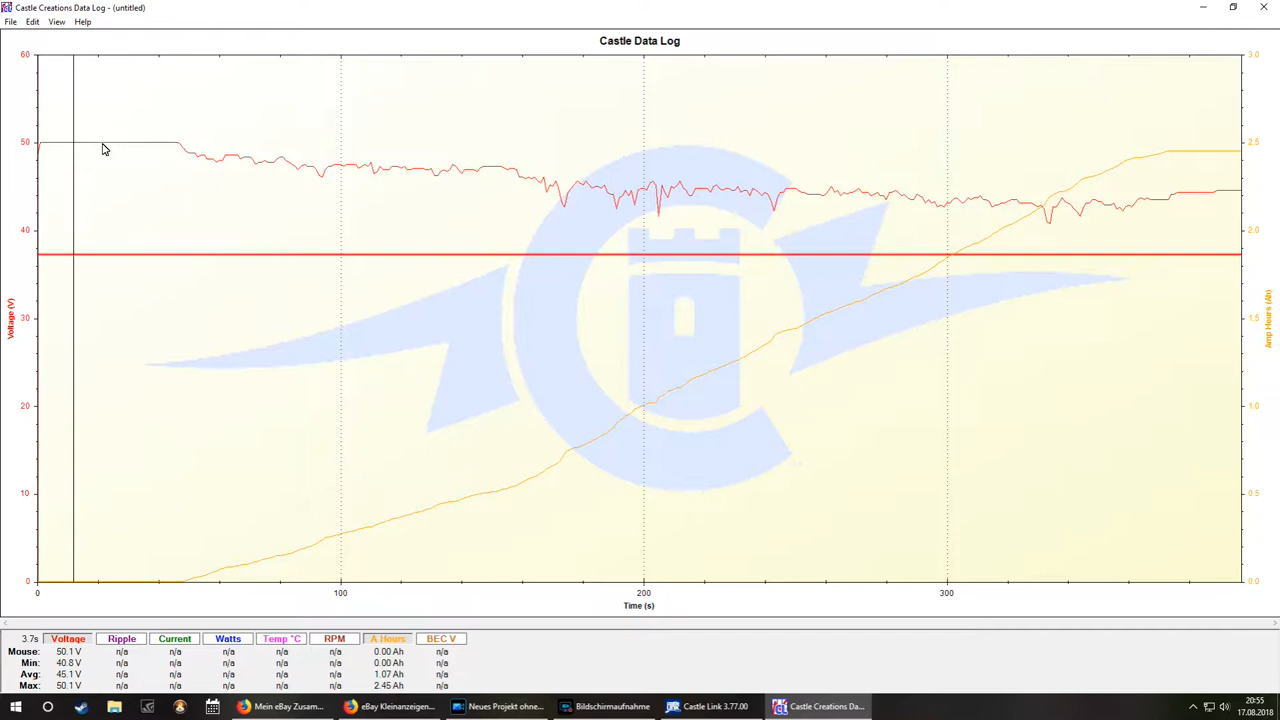 Castle Creations Data Log - (untitled)
File Edit View Help
Castle Data Log
60
50
40
30
20
10
0
Voltage (V)
3.0
2.5
2.0
1.5
1.0
0.5
0.0
Amp Hours (Ah)
0 100 200 300
Time (s)
3.7s Voltage Ripple Current Watts Temp °C RPM A Hours BEC V
Mouse: 50.1 V n/a n/a n/a n/a n/a 0.00 Ah n/a
Min: 40.8 V n/a n/a n/a n/a n/a 0.00 Ah n/a
Avg: 45.1 V n/a n/a n/a n/a n/a 1.07 Ah n/a
Max: 50.1 V n/a n/a n/a n/a n/a 2.45 Ah n/a
Mein eBay Zusam... eBay Kleinanzeigen... Neues Projekt ohne... Bildschirmaufnahme Castle Link 3.77.00 Castle Creations Da... 20:55
17.08.2018